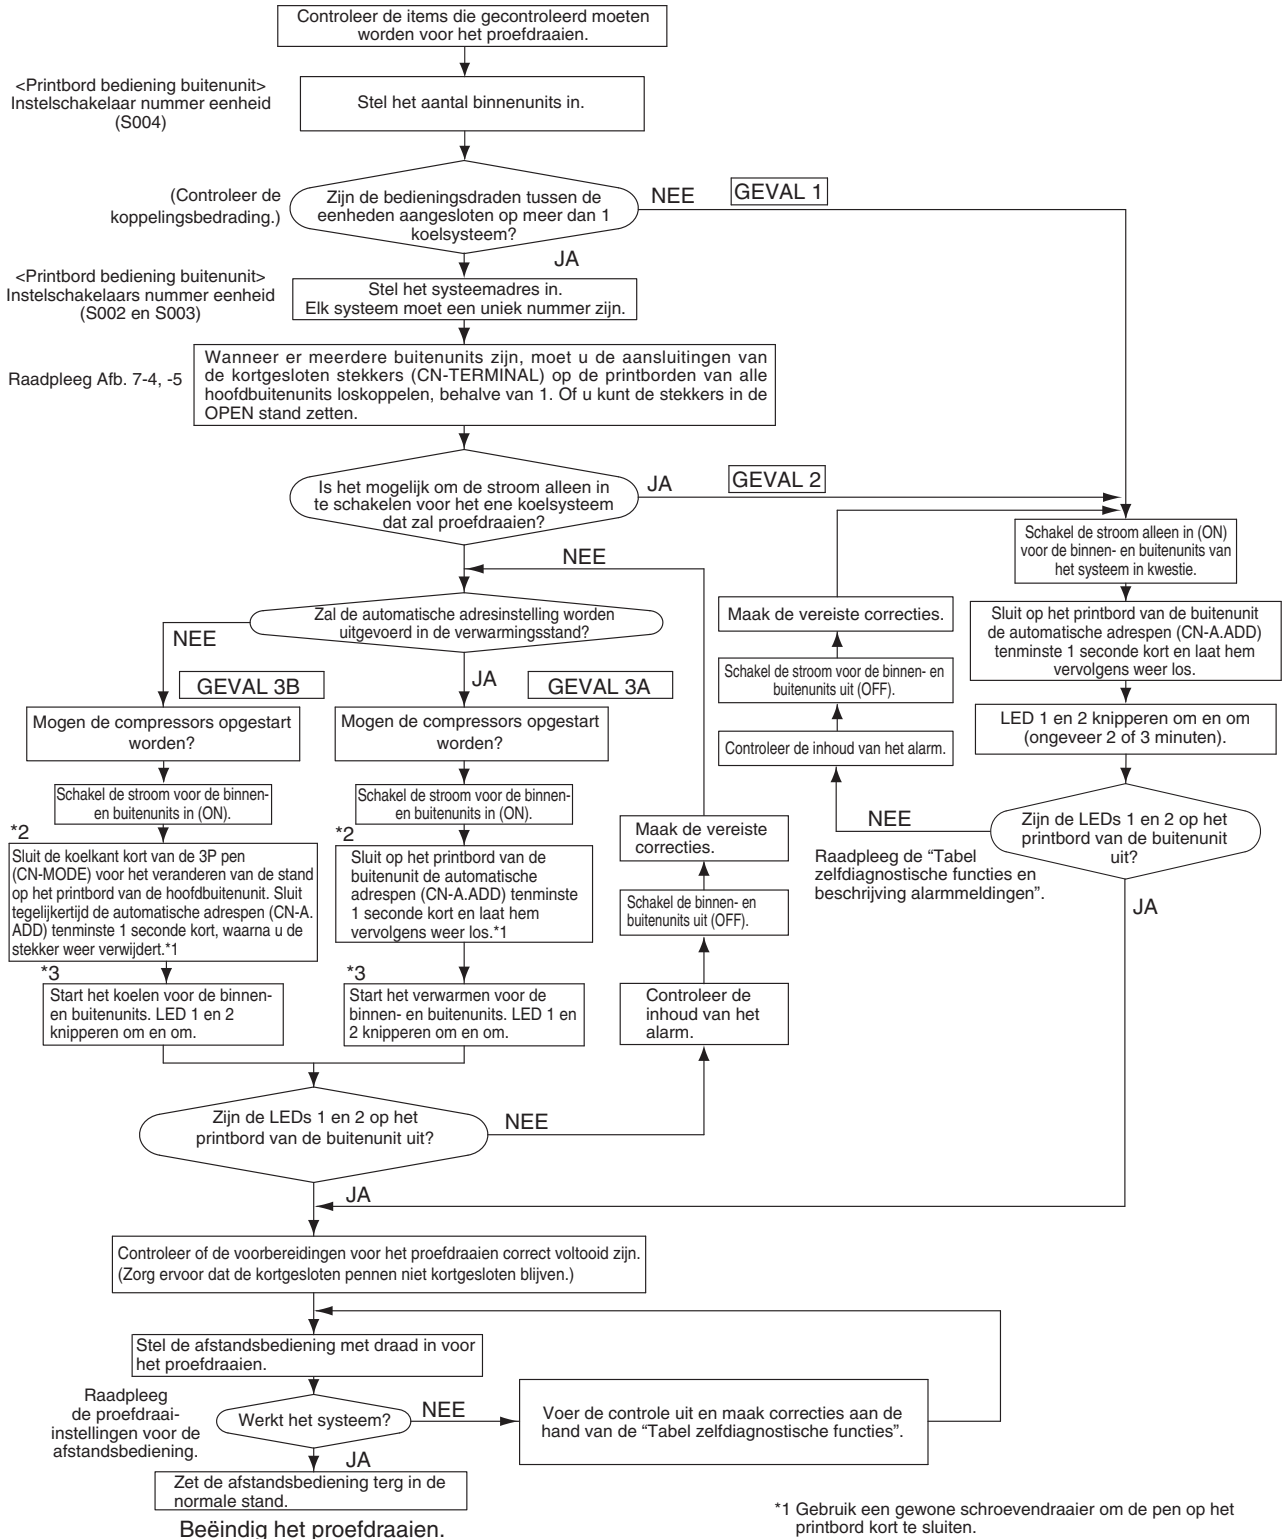 Controleer de items die gecontroleerd moeten
worden voor het proefdraaien.
<Printbord bediening buitenunit>
Instelschakelaar nummer eenheid
(S004)
Stel het aantal binnenunits in.
(Controleer de
koppelingsbedrading.)
Zijn de bedieningsdraden tussen de
eenheden aangesloten op meer dan 1
koelsysteem?
NEE
GEVAL 1
JA
<Printbord bediening buitenunit>
Instelschakelaars nummer eenheid
(S002 en S003)
Stel het systeemadres in.
Elk systeem moet een uniek nummer zijn.
Raadpleeg Afb. 7-4, -5
Wanneer er meerdere buitenunits zijn, moet u de aansluitingen van
de kortgesloten stekkers (CN-TERMINAL) op de printborden van alle
hoofdbuitenunits loskoppelen, behalve van 1. Of u kunt de stekkers in de
OPEN stand zetten.
Is het mogelijk om de stroom alleen in
te schakelen voor het ene koelsysteem
dat zal proefdraaien?
JA
GEVAL 2
NEE
Schakel de stroom alleen in (ON)
voor de binnen- en buitenunits van
het systeem in kwestie.
Sluit op het printbord van de buitenunit
de automatische adrespen (CN-A.ADD)
tenminste 1 seconde kort en laat hem
vervolgens weer los.
LED 1 en 2 knipperen om en om
(ongeveer 2 of 3 minuten).
Zijn de LEDs 1 en 2 op het
printbord van de buitenunit
uit?
NEE
Raadpleeg de “Tabel
zelfdiagnostische functies en
beschrijving alarmmeldingen”.
JA
Controleer de inhoud van het alarm.
Schakel de stroom voor de binnen- en
buitenunits uit (OFF).
Maak de vereiste correcties.
Zal de automatische adresinstelling worden
uitgevoerd in de verwarmingsstand?
NEE
GEVAL 3B
JA
GEVAL 3A
Mogen de compressors opgestart
worden?
Mogen de compressors opgestart
worden?
Schakel de stroom voor de binnen-
en buitenunits in (ON).
Schakel de stroom voor de binnen-
en buitenunits in (ON).
*2
Sluit de koelkant kort van de 3P pen
(CN-MODE) voor het veranderen van de stand
op het printbord van de hoofdbuitenunit. Sluit
tegelijkertijd de automatische adrespen (CN-A.
ADD) tenminste 1 seconde kort, waarna u de
stekker weer verwijdert.*1
*2
Sluit op het printbord van de
buitenunit de automatische
adrespen (CN-A.ADD) tenminste
1 seconde kort en laat hem
vervolgens weer los.*1
*3
Start het koelen voor de binnen-
en buitenunits. LED 1 en 2
knipperen om en om.
*3
Start het verwarmen voor de
binnen- en buitenunits. LED 1 en
2 knipperen om en om.
Maak de vereiste
correcties.
Schakel de binnen- en
buitenunits uit (OFF).
Controleer de
inhoud van het
alarm.
Zijn de LEDs 1 en 2 op het
printbord van de buitenunit uit?
NEE
JA
Controleer of de voorbereidingen voor het proefdraaien correct voltooid zijn.
(Zorg ervoor dat de kortgesloten pennen niet kortgesloten blijven.)
Stel de afstandsbediening met draad in voor
het proefdraaien.
Raadpleeg
de proefdraai-
instellingen voor de
afstandsbediening.
Werkt het systeem?
NEE
Voer de controle uit en maak correcties aan de
hand van de “Tabel zelfdiagnostische functies”.
JA
Zet de afstandsbediening terg in de
normale stand.
Beëindig het proefdraaien.
*1 Gebruik een gewone schroevendraaier om de pen op het
printbord kort te sluiten.